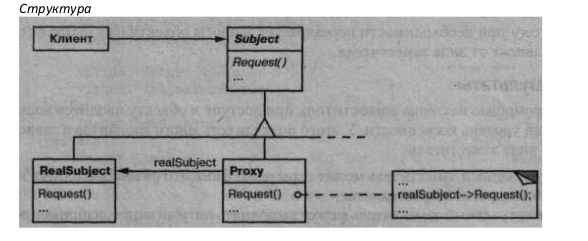 Структура
Клиент
Subject
Request()
...
RealSubject
Request()
...
realSubject
Proxy
Request()
...
...
realSubject->Request();
...